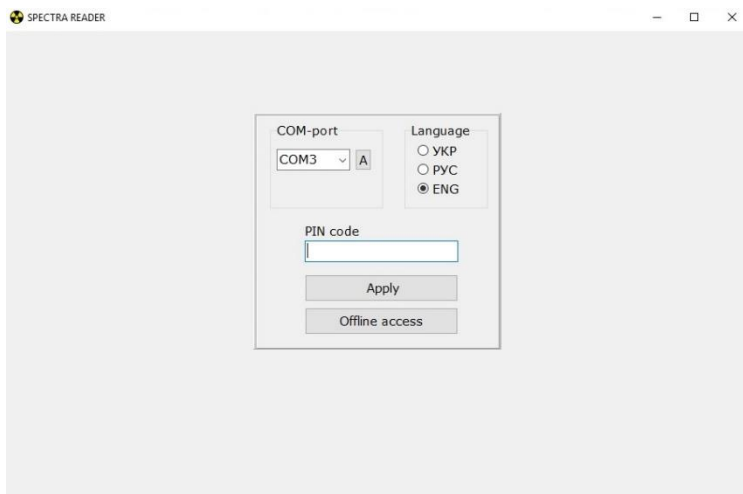 SPECTRA READER
COM-port
Language
COM3
A
УКР
РУС
ENG
PIN code
Apply
Offline access